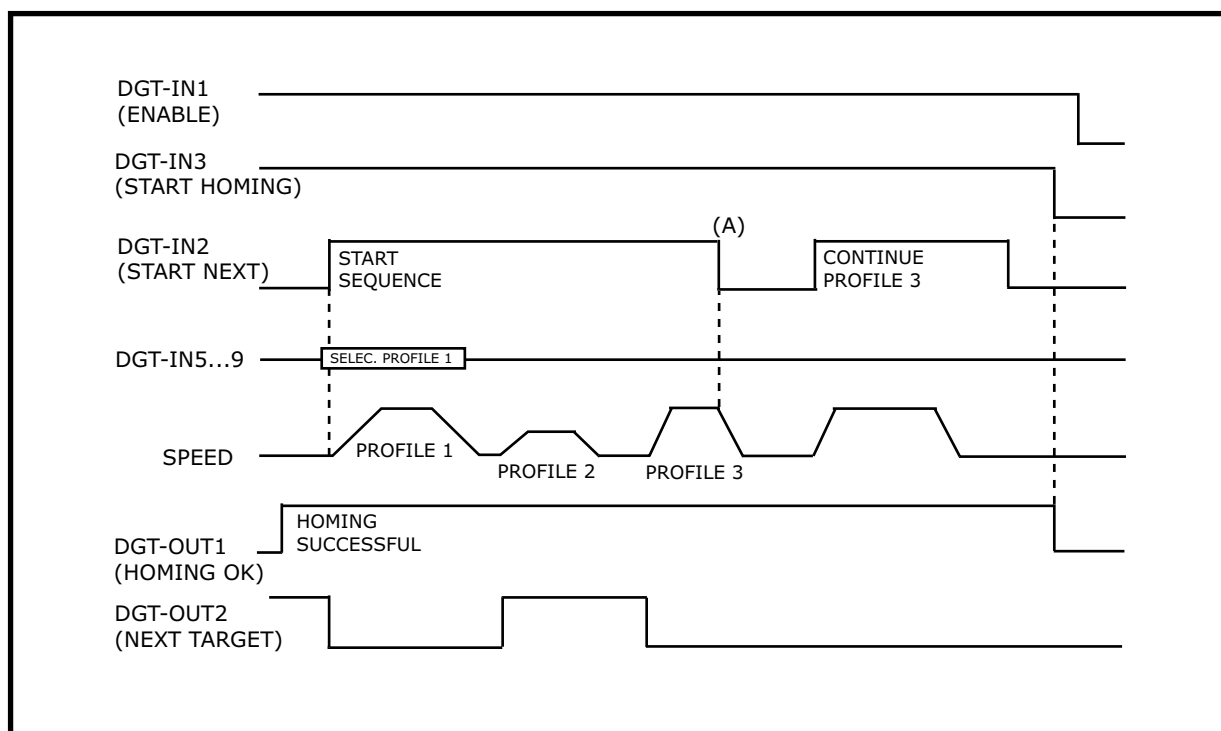 DGT-IN1
(ENABLE)
DGT-IN3
(START HOMING)
(A)
DGT-IN2
(START NEXT)
START
SEQUENCE
CONTINUE
PROFILE 3
DGT-IN5...9
SELEC. PROFILE 1
SPEED
PROFILE 1
PROFILE 2
PROFILE 3
HOMING
SUCCESSFUL
DGT-OUT1
(HOMING OK)
DGT-OUT2
(NEXT TARGET)